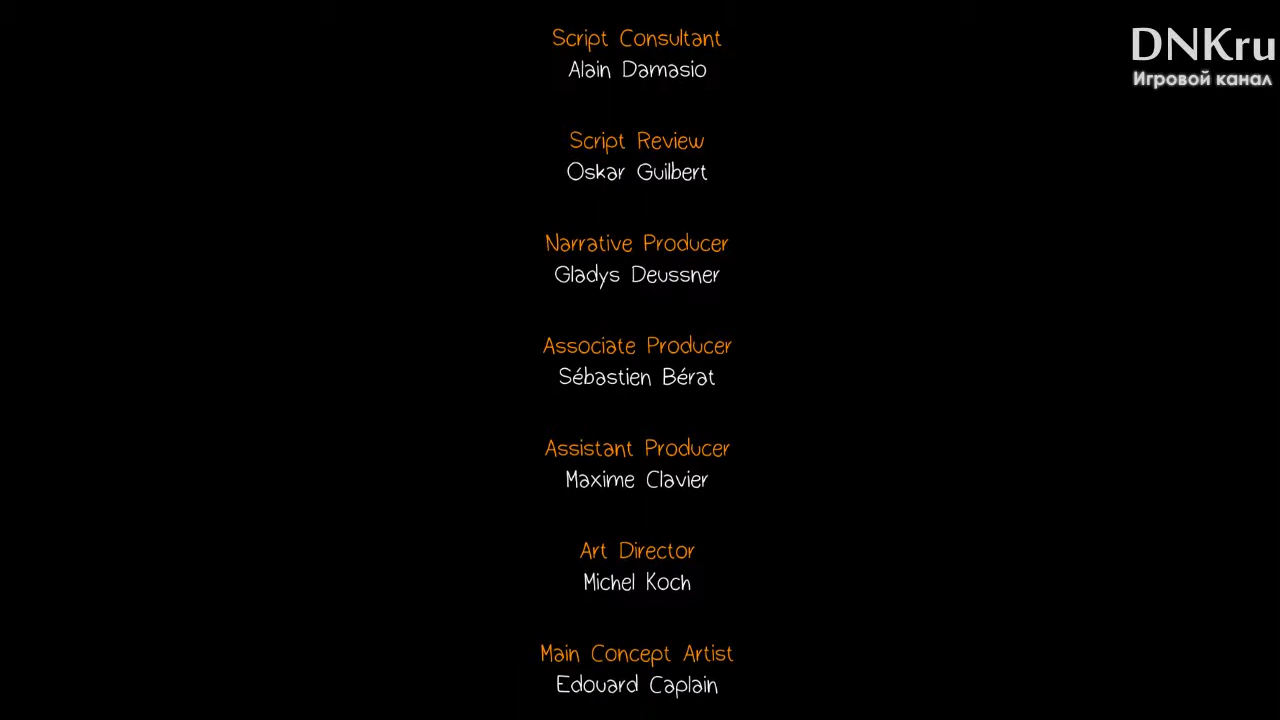 Script Consultant
Alain Damasio
Script Review
Oskar Guilbert
Narrative Producer
Gladys Deussner
Associate Producer
Sébastien Bérat
Assistant Producer
Maxime Clavier
Art Director
Michel Koch
Main Concept Artist
Edouard Caplain
DNKru
Игровой канал